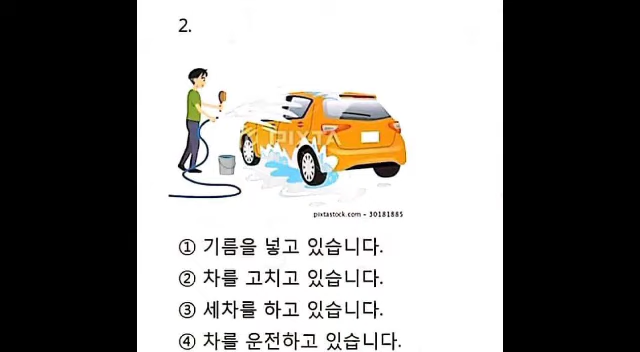 2.
PIXTA
pixtastock.com - 30181885
① 기름을 넣고 있습니다.
② 차를 고치고 있습니다.
③ 세차를 하고 있습니다.
④ 차를 운전하고 있습니다.